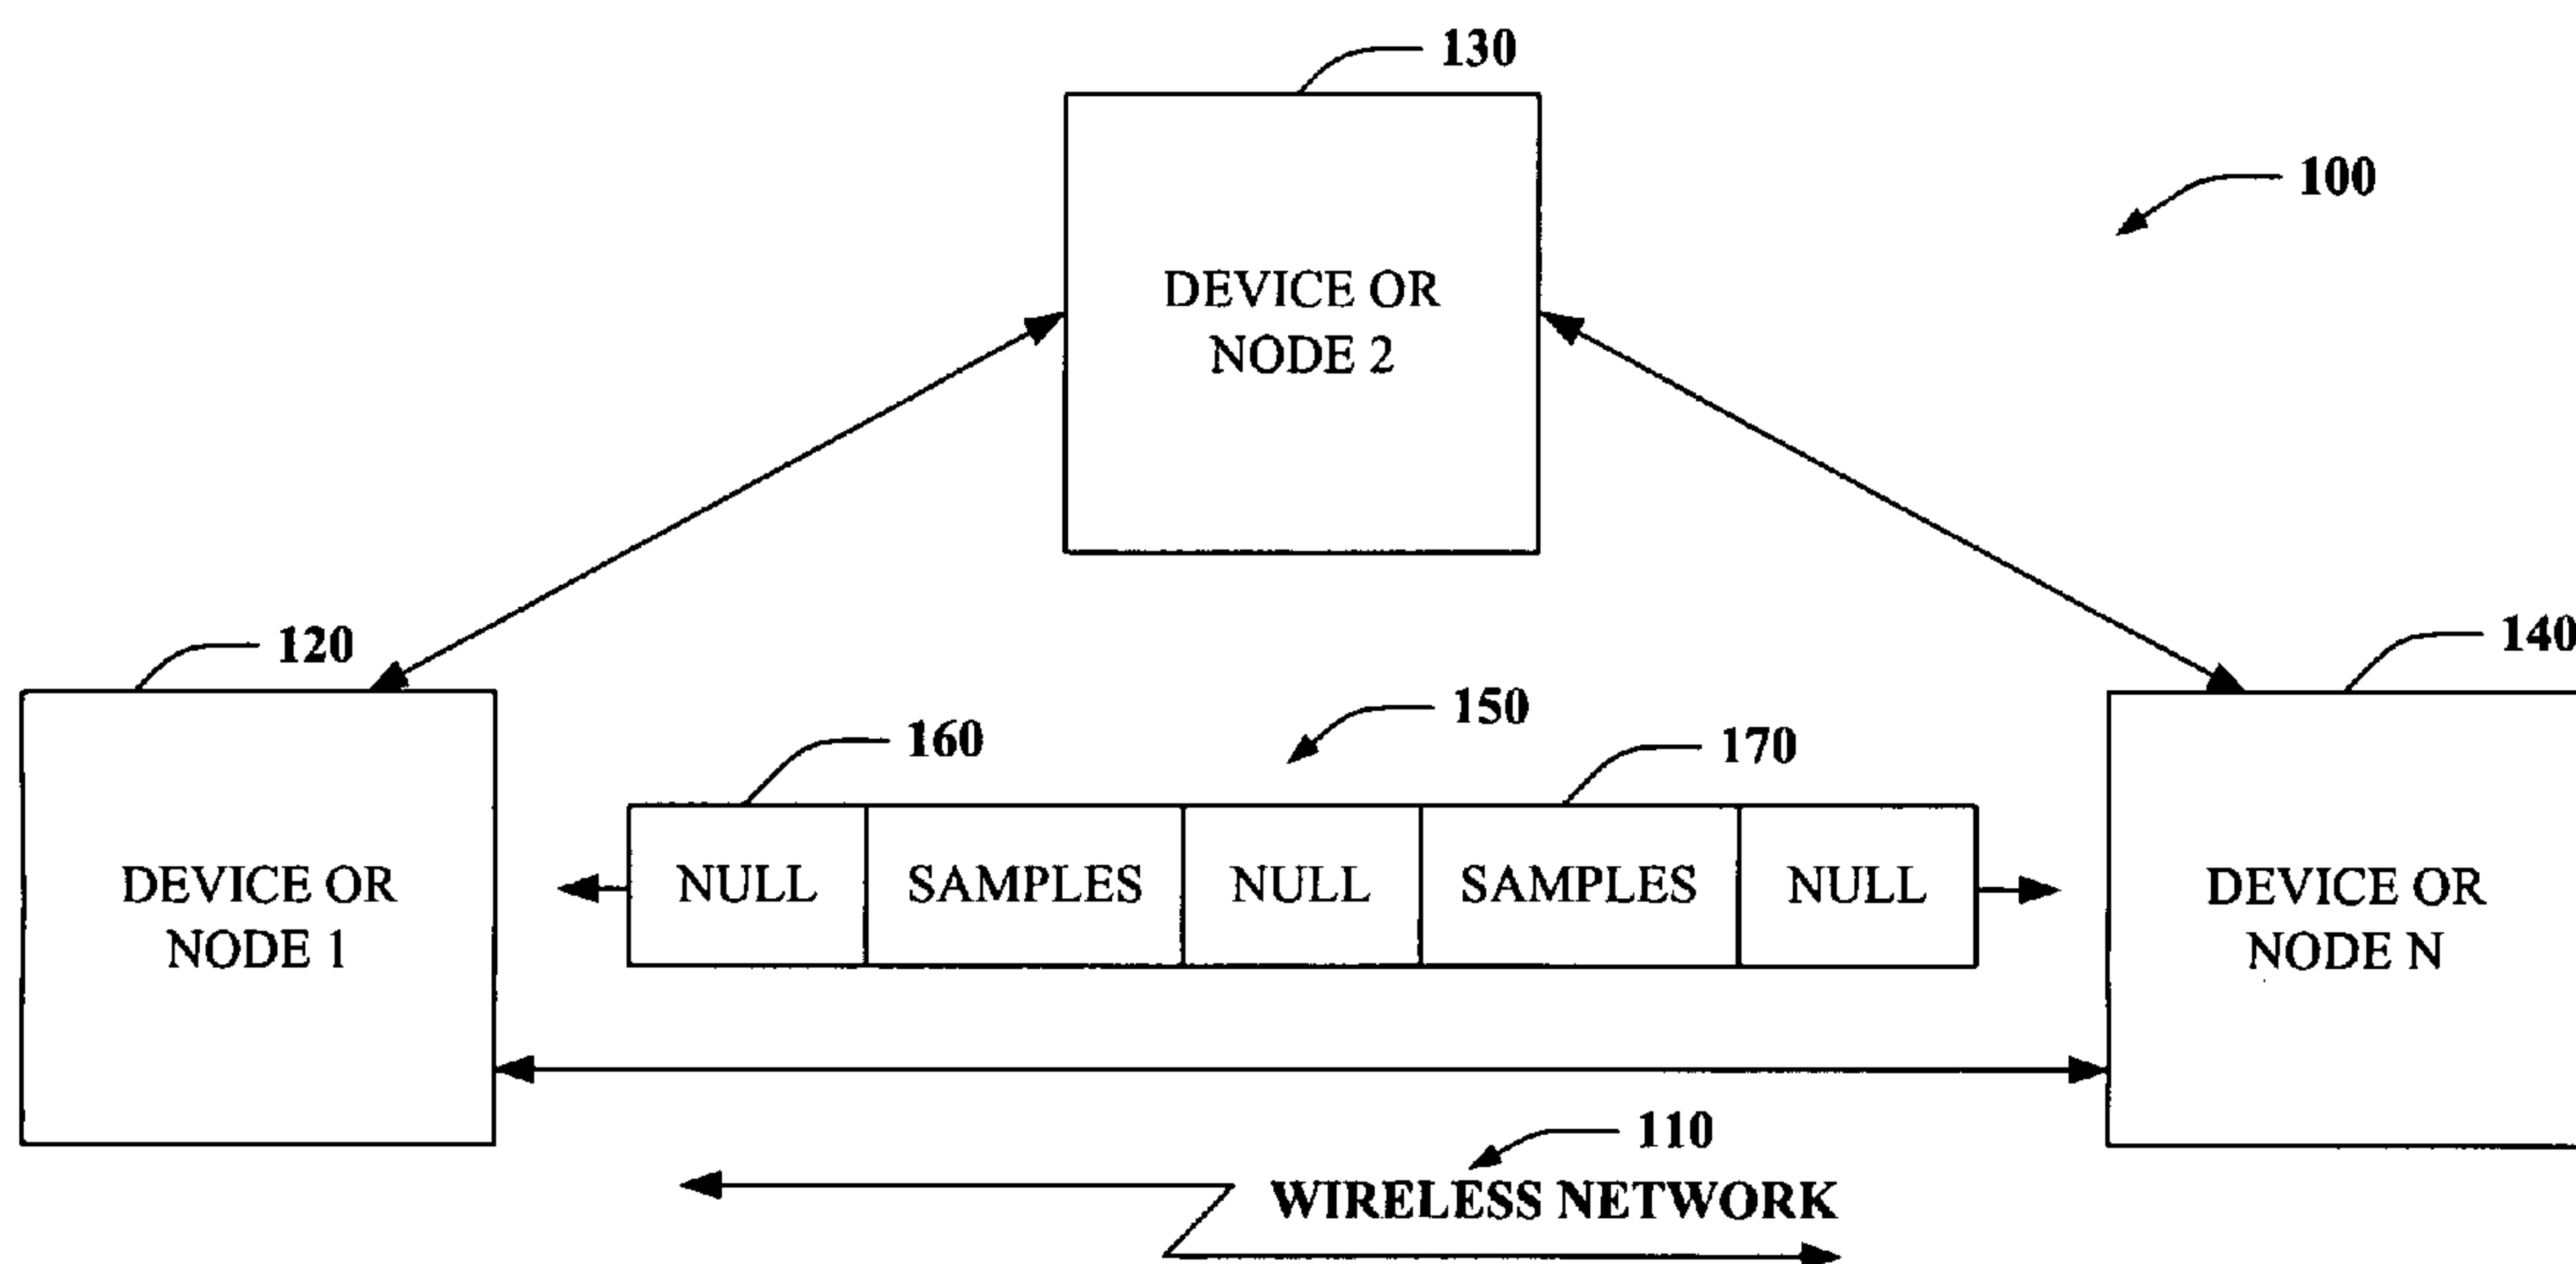 130
100
DEVICE OR
NODE 2
120
140
150
160
170
DEVICE OR
NODE 1
NULL SAMPLES NULL SAMPLES NULL
DEVICE OR
NODE N
110
WIRELESS NETWORK